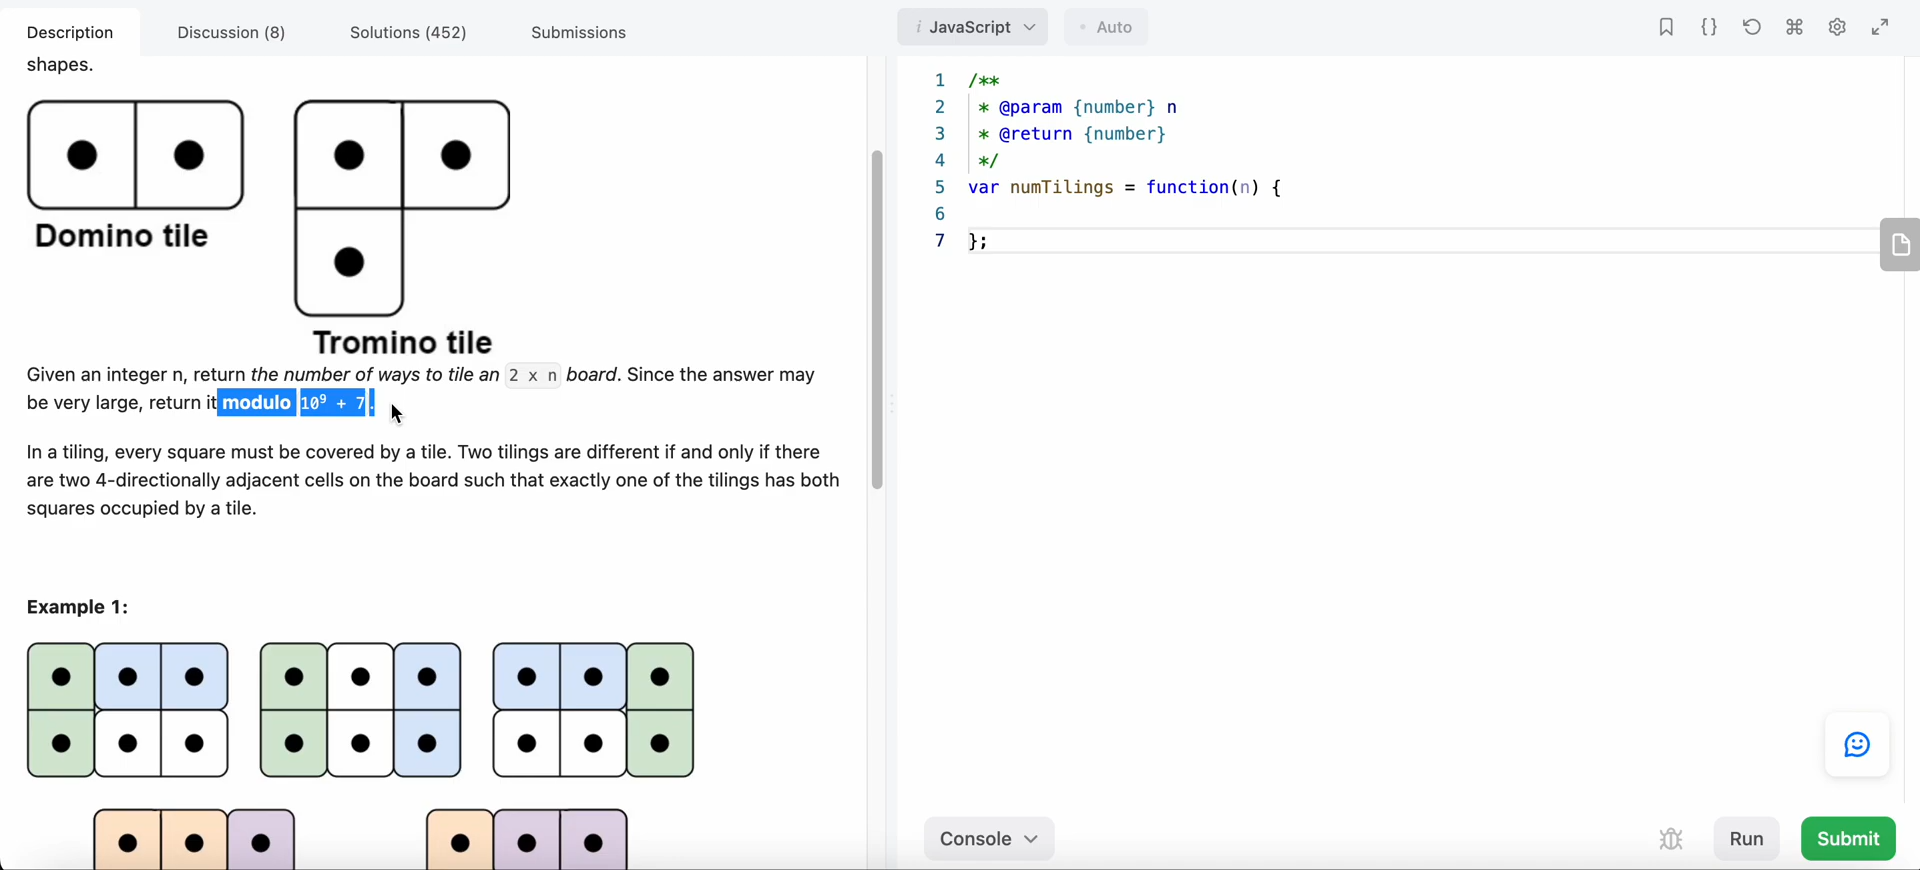 Description
Discussion (8)
Solutions (452)
Submissions
shapes.
Domino tile
Tromino tile
Given an integer n, return the number of ways to tile an 2 x n board. Since the answer may
be very large, return it modulo 10⁹ + 7.
In a tiling, every square must be covered by a tile. Two tilings are different if and only if there
are two 4-directionally adjacent cells on the board such that exactly one of the tilings has both
squares occupied by a tile.
Example 1:
i JavaScript
Auto
{}
1 /**
2 * @param {number} n
3 * @return {number}
4 */
5 var numTilings = function(n) {
6
7 };
Console
Run
Submit